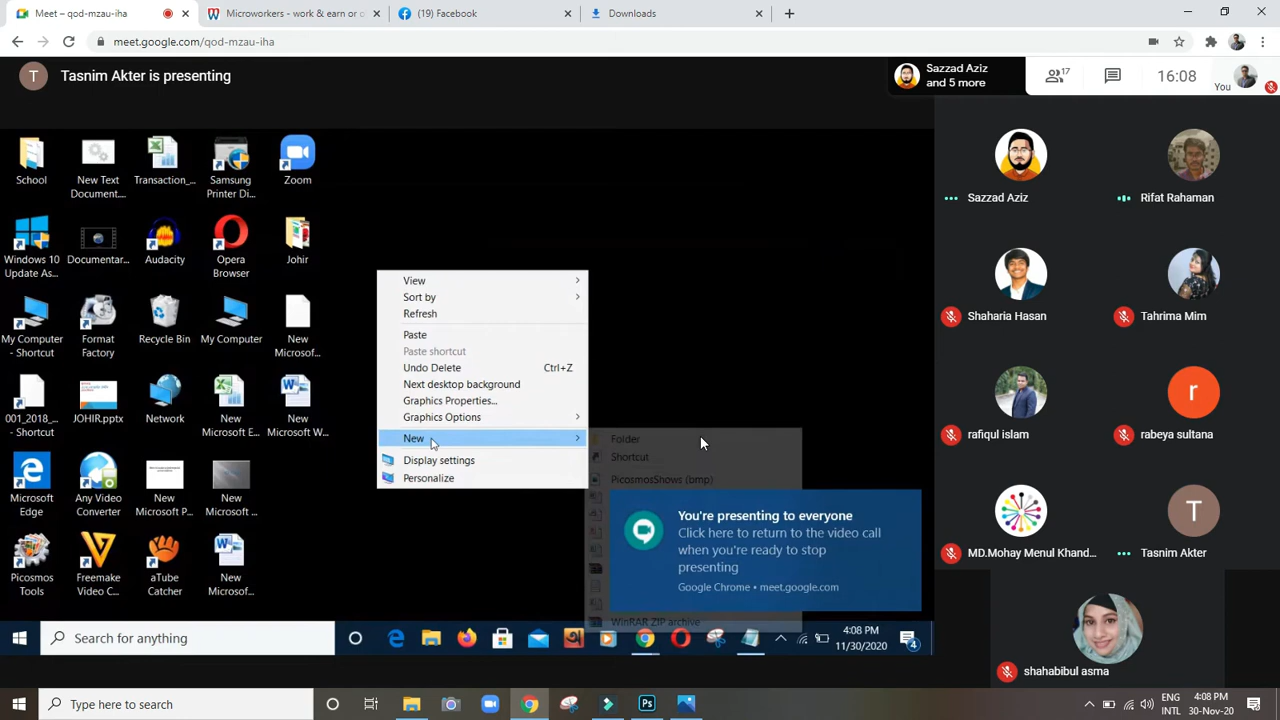 Meet – qod-mzau-iha
Microworkers - work & earn or o
(19) Facebook
Downloads
meet.google.com/qod-mzau-iha
T
Tasnim Akter is presenting
Sazzad Aziz
and 5 more
17
16:08
You
School
New Text
Document....
Transaction_...
Samsung
Printer Di...
Zoom
Windows 10
Update As...
Documentar...
Audacity
Opera
Browser
Johir
My Computer
- Shortcut
Format
Factory
Recycle Bin
My Computer
New
Microsof...
001_2018_...
- Shortcut
JOHIR.pptx
Network
New
Microsoft E...
New
Microsoft W...
Microsoft
Edge
Any Video
Converter
New
Microsoft P...
New
Microsoft ...
Picosmos
Tools
Freemake
Video C...
aTube
Catcher
New
Microsof...
View
Sort by
Refresh
Paste
Paste shortcut
Undo Delete Ctrl+Z
Next desktop background
Graphics Properties...
Graphics Options
New
Display settings
Personalize
Folder
Shortcut
PicosmosShows (bmp)
WinRAR ZIP archive
You're presenting to everyone
Click here to return to the video call
when you're ready to stop
presenting
Google Chrome • meet.google.com
Search for anything
4:08 PM
11/30/2020
4
Sazzad Aziz
Rifat Rahaman
Shaharia Hasan
Tahrima Mim
r
rafiqul islam
rabeya sultana
T
MD.Mohay Menul Khand...
Tasnim Akter
shahabibul asma
Type here to search
Ps
ENG
INTL
4:08 PM
30-Nov-20